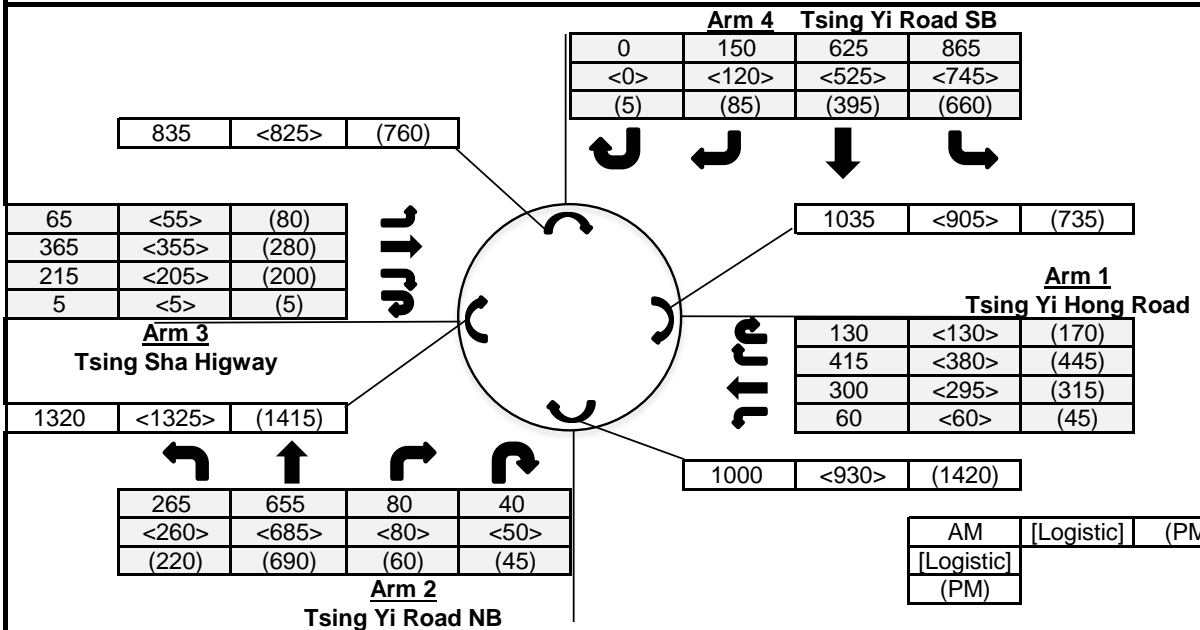 Arm 4 Tsing Yi Road SB
0 150 625 865
<0> <120> <525> <745>
(5) (85) (395) (660)
835 <825> (760)
65 <55> (80)
365 <355> (280)
215 <205> (200)
5 <5> (5)
1035 <905> (735)
Arm 3
Tsing Sha Higway
Arm 1
Tsing Yi Hong Road
130 <130> (170)
415 <380> (445)
300 <295> (315)
60 <60> (45)
1320 <1325> (1415)
1000 <930> (1420)
265 655 80 40
<260> <685> <80> <50>
(220) (690) (60) (45)
Arm 2
Tsing Yi Road NB
AM [Logistic] (PM
[Logistic]
(PM)